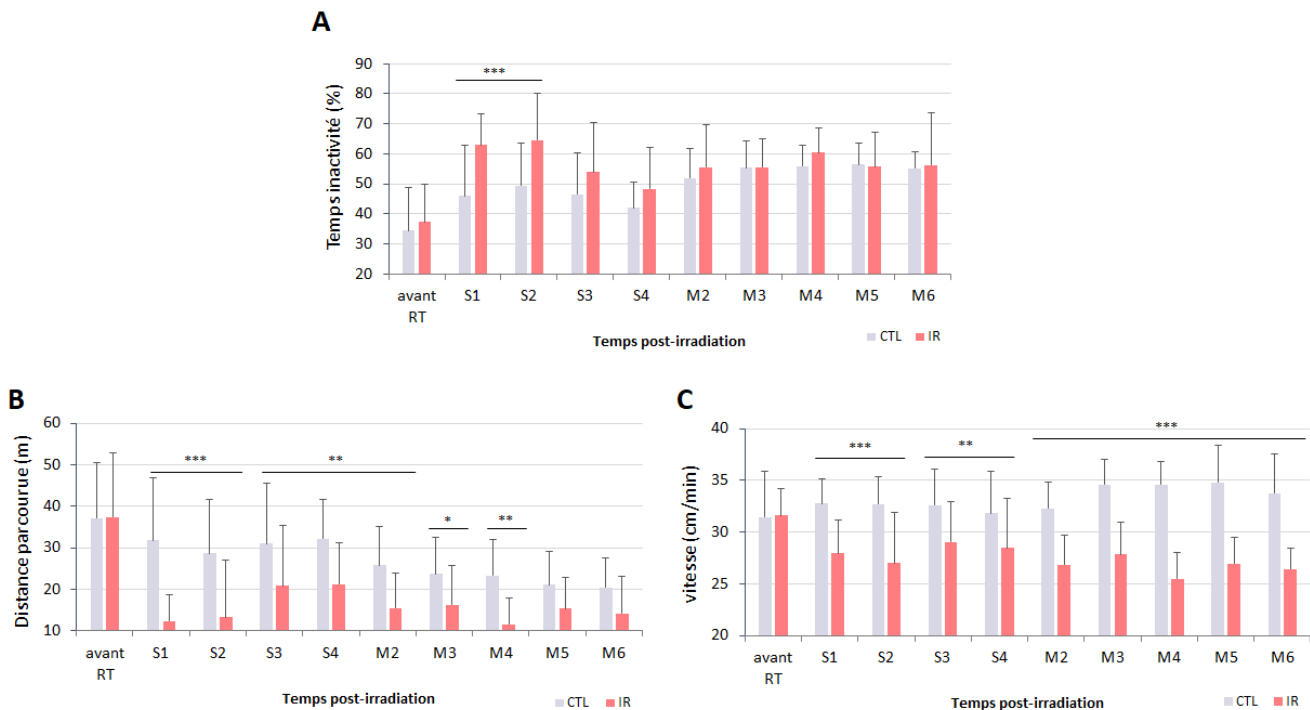 A
Temps inactivité (%)
90
80
70
60
50
40
30
20
***
avant RT S1 S2 S3 S4 M2 M3 M4 M5 M6
Temps post-irradiation
CTL IR
B
Distance parcourue (m)
60
50
40
30
20
10
*** ** * **
avant RT S1 S2 S3 S4 M2 M3 M4 M5 M6
Temps post-irradiation
CTL IR
C
vitesse (cm/min)
40
35
30
25
20
*** ** ***
avant RT S1 S2 S3 S4 M2 M3 M4 M5 M6
Temps post-irradiation
CTL IR